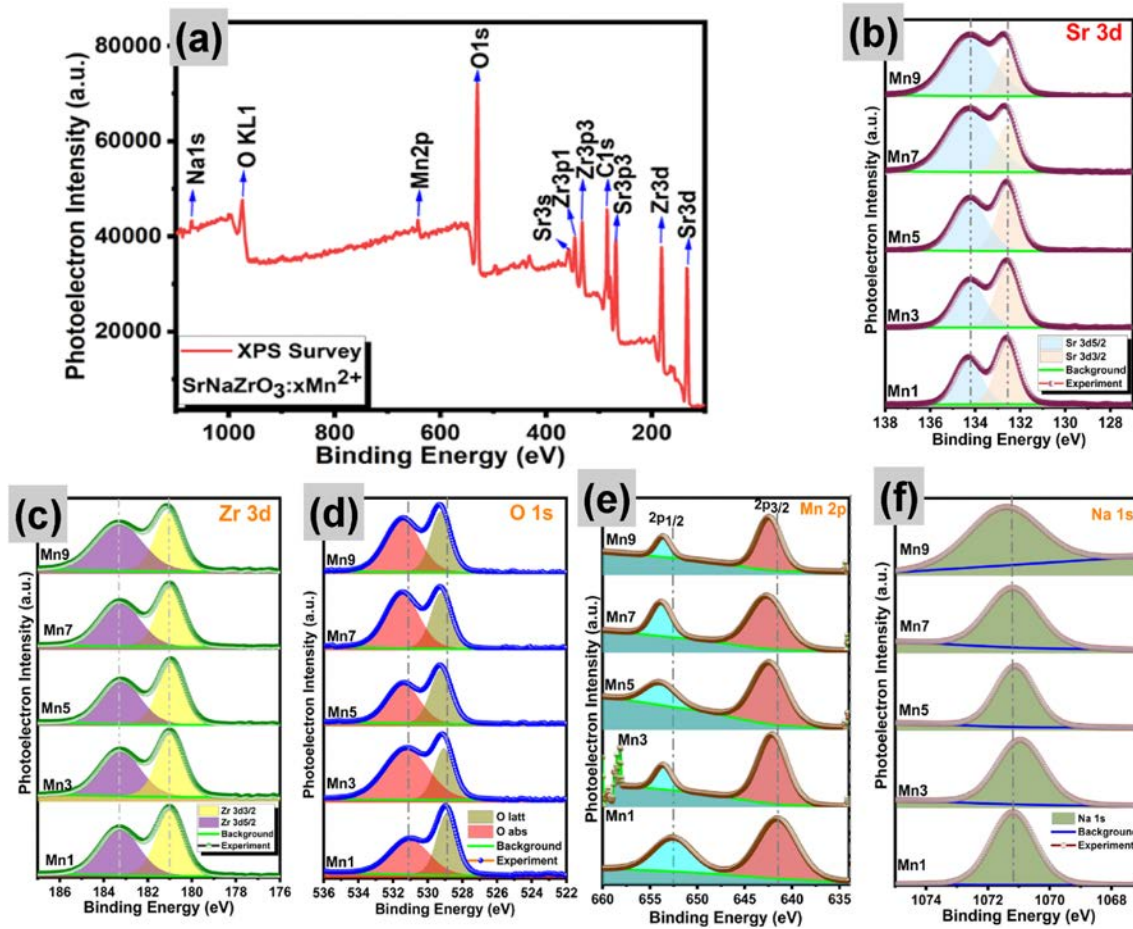 (a)
80000
60000
40000
20000
Photoelectron Intensity (a.u.)
Na1s
O KL1
Mn2p
O1s
Sr3s
Zr3p1
Zr3p3
C1s
Sr3p3
Zr3d
Sr3d
XPS Survey
SrNaZrO3:xMn2+
1000 800 600 400 200
Binding Energy (eV)
(b)
Sr 3d
Photoelectron Intensity (a.u.)
Mn9
Mn7
Mn5
Mn3
Mn1
Sr 3d5/2
Sr 3d3/2
Background
Experiment
138 136 134 132 130 128
Binding Energy (eV)
(c)
Zr 3d
Photoelectron Intensity (a.u.)
Mn9
Mn7
Mn5
Mn3
Mn1
Zr 3d3/2
Zr 3d5/2
Background
Experiment
186 184 182 180 178 176
Binding Energy (eV)
(d)
O 1s
Photoelectron Intensity (a.u.)
Mn9
Mn7
Mn5
Mn3
Mn1
O latt
O abs
Background
Experiment
536 534 532 530 528 526 524 522
Binding Energy (eV)
(e)
Mn 2p
2p1/2
2p3/2
Photoelectron Intensity (a.u.)
Mn9
Mn7
Mn5
Mn3
Mn1
660 655 650 645 640 635
Binding Energy (eV)
(f)
Na 1s
Photoelectron Intensity (a.u.)
Mn9
Mn7
Mn5
Mn3
Mn1
Na 1s
Background
Experiment
1074 1072 1070 1068
Binding Energy (eV)